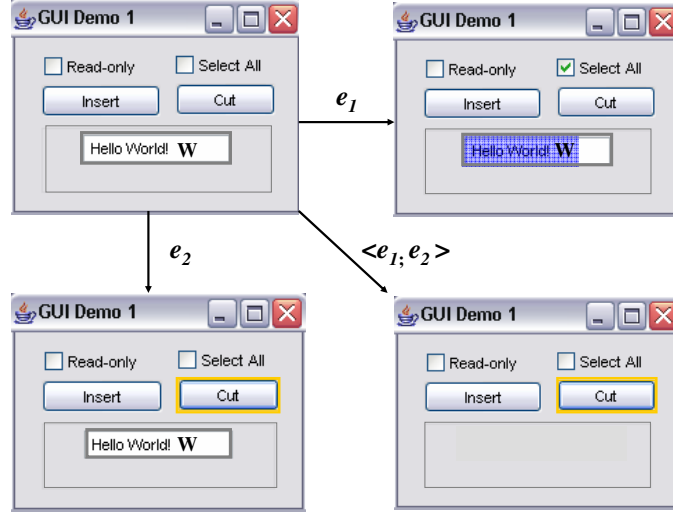 GUI Demo 1
Read-only
Select All
Insert
Cut
Hello World! W
e1
GUI Demo 1
Read-only
Select All
Insert
Cut
Hello World! W
e2
<e1; e2 >
GUI Demo 1
Read-only
Select All
Insert
Cut
Hello World! W
GUI Demo 1
Read-only
Select All
Insert
Cut